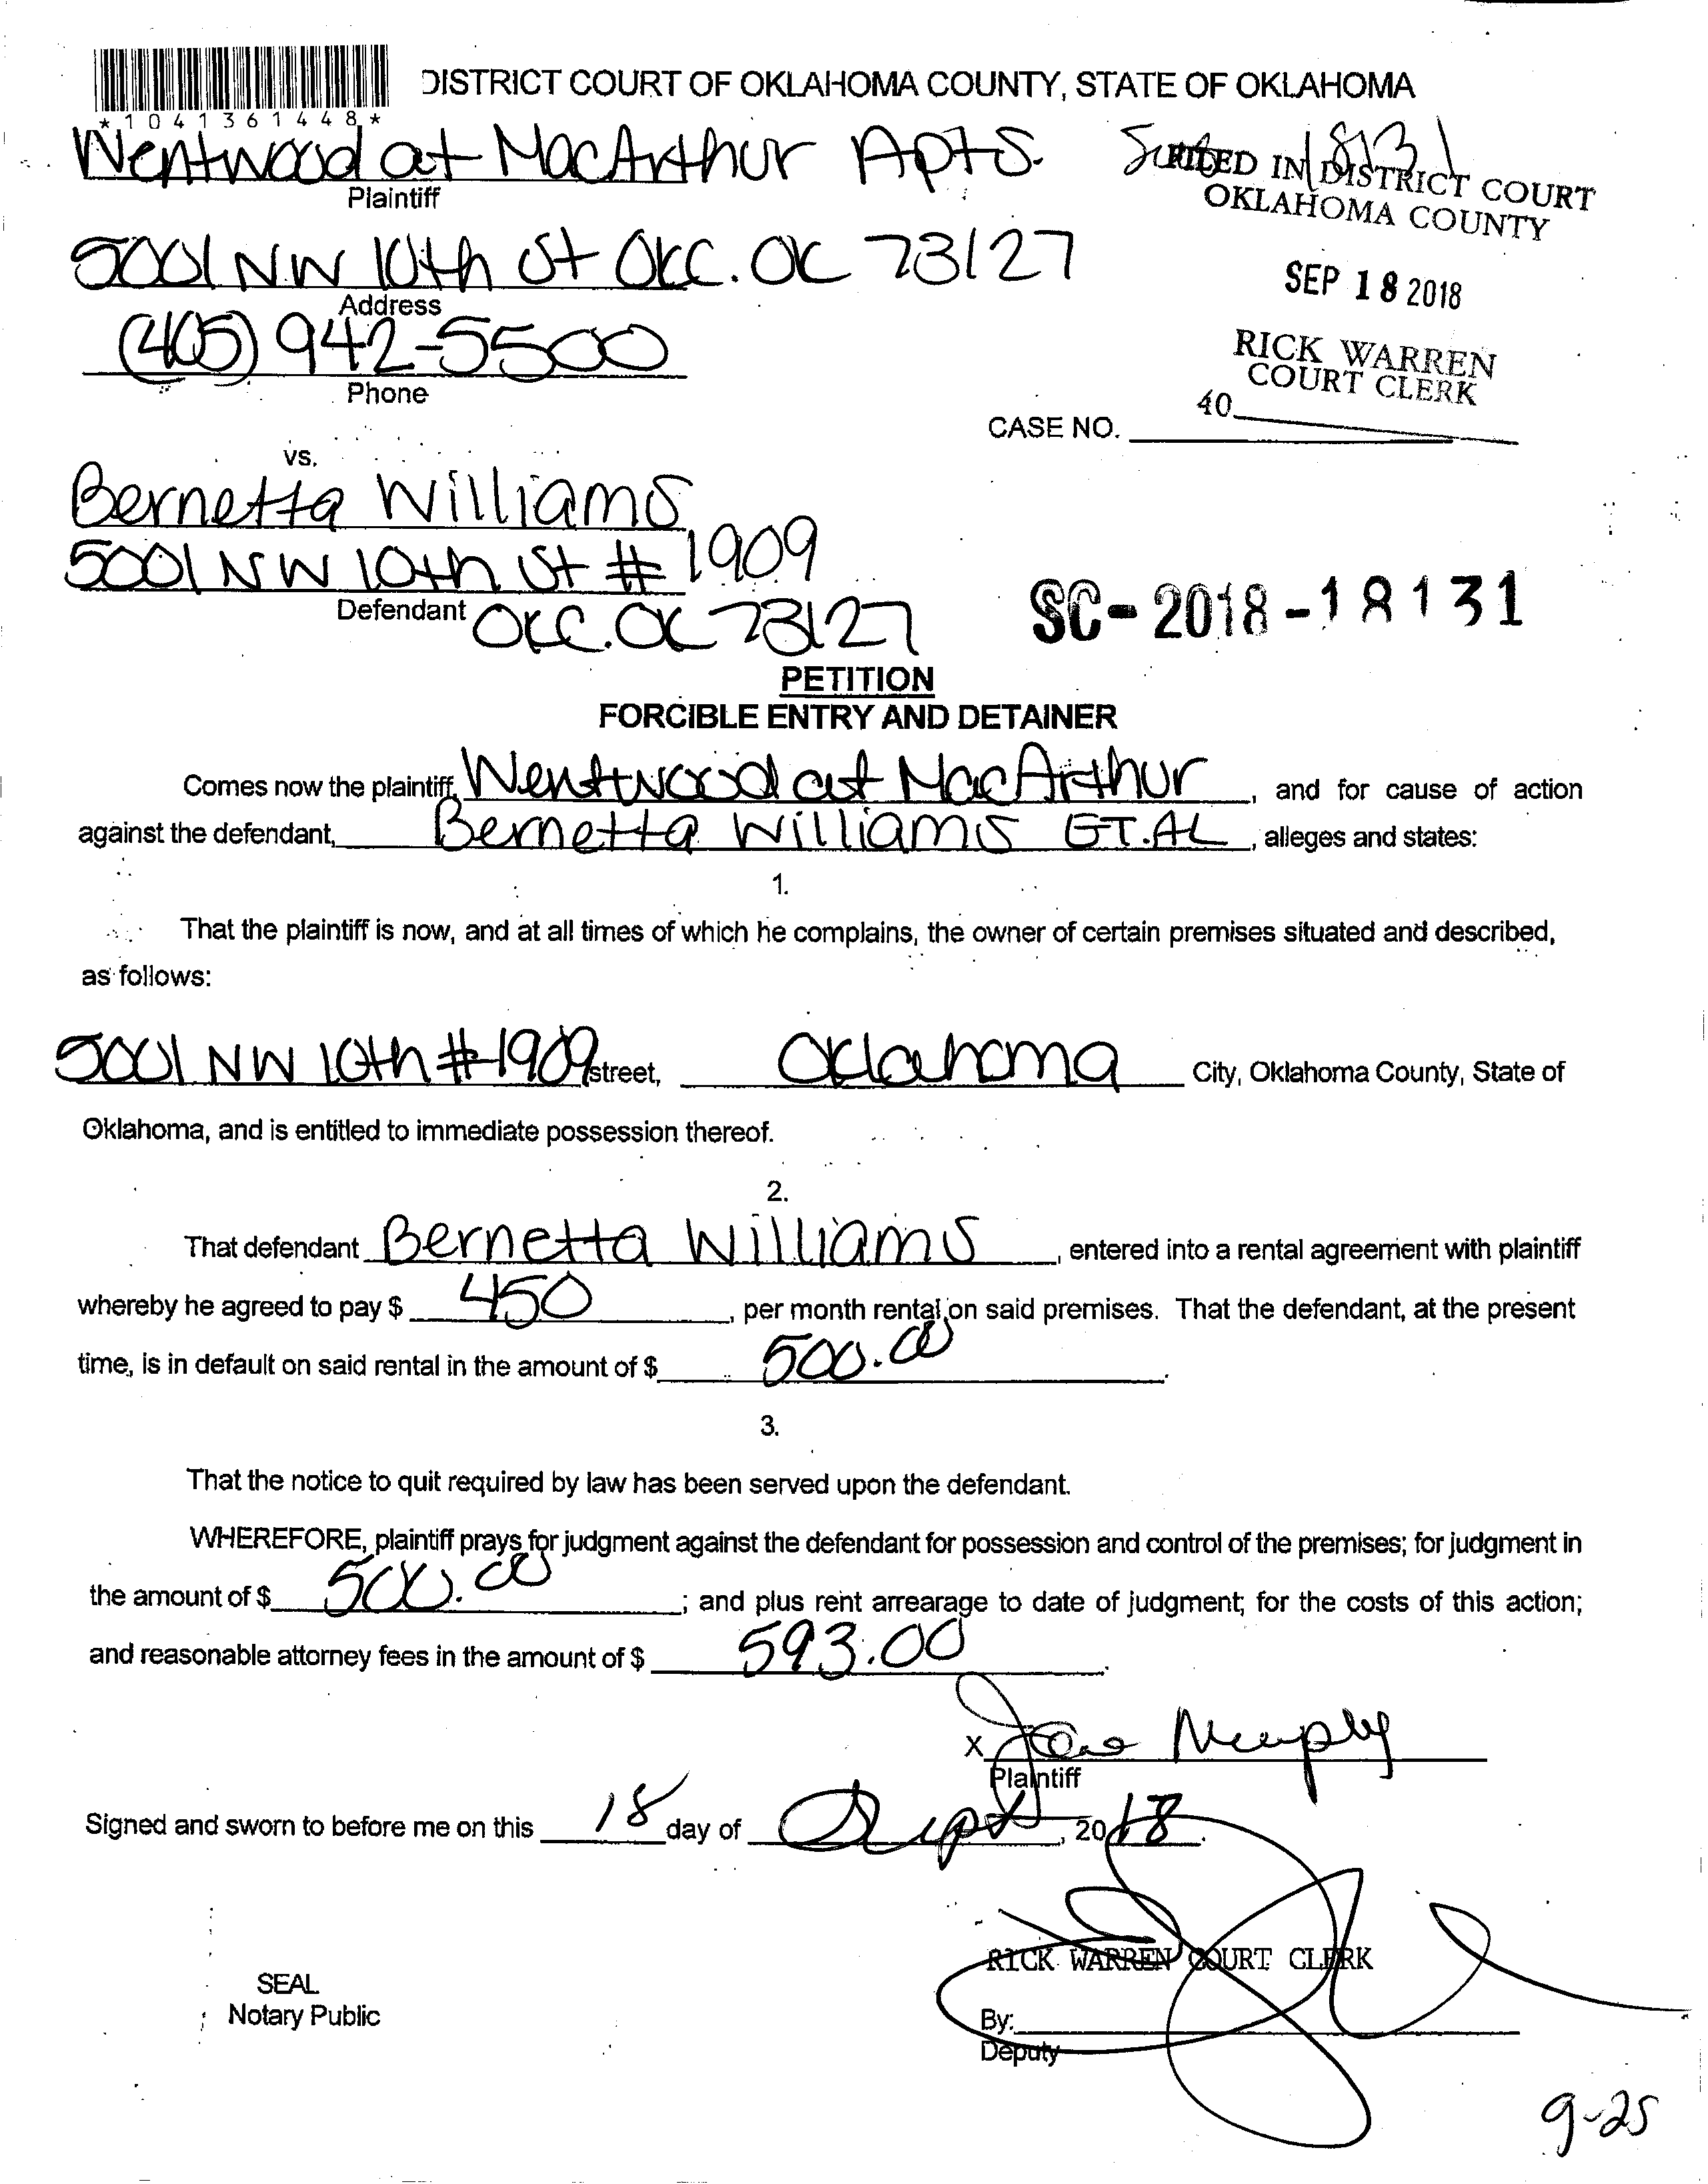 DISTRICT COURT OF OKLAHOMA COUNTY, STATE OF OKLAHOMA
*1041361448*
Wentwood at MacArthur Apts.
Plaintiff
FILED IN DISTRICT COURT
OKLAHOMA COUNTY
5001 N.W 10th St OKC. OK 73127
Address
SEP 18 2018
(405) 942-5500
Phone
RICK WARREN
COURT CLERK
40
CASE NO.
vs.
Bernetta Williams
5001 NW 10th St # 1909
Defendant OKC. OK 73127
SC-2018-18131
PETITION
FORCIBLE ENTRY AND DETAINER
Comes now the plaintiff, Wentwood at MacArthur, and for cause of action
against the defendant, Bernetta Williams ET.AL, alleges and states:
1.
That the plaintiff is now, and at all times of which he complains, the owner of certain premises situated and described,
as follows:
5001 NW 10th #1909 street, Oklahoma City, Oklahoma County, State of
Oklahoma, and is entitled to immediate possession thereof.
2.
That defendant Bernetta Williams, entered into a rental agreement with plaintiff
whereby he agreed to pay $ 450, per month rental on said premises. That the defendant, at the present
time, is in default on said rental in the amount of $ 500.00.
3.
That the notice to quit required by law has been served upon the defendant.
WHEREFORE, plaintiff prays for judgment against the defendant for possession and control of the premises; for judgment in
the amount of $ 500.00; and plus rent arrearage to date of judgment; for the costs of this action;
and reasonable attorney fees in the amount of $ 593.00.
X Murphy
Plaintiff
Signed and sworn to before me on this 18 day of Sept, 2018.
RICK WARREN COURT CLERK
SEAL
Notary Public
By:
Deputy
9-25